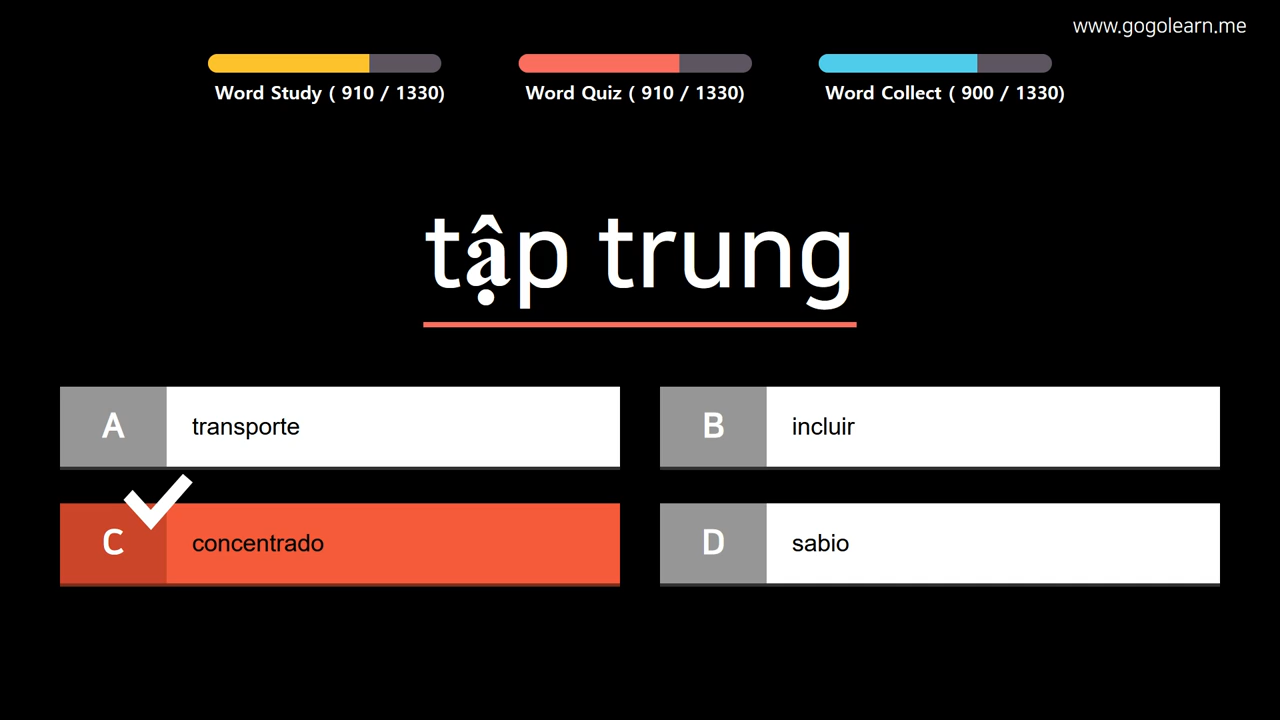 www.gogolearn.me
Word Study ( 910 / 1330)
Word Quiz ( 910 / 1330)
Word Collect ( 900 / 1330)
tập trung
A transporte
B incluir
C concentrado
D sabio